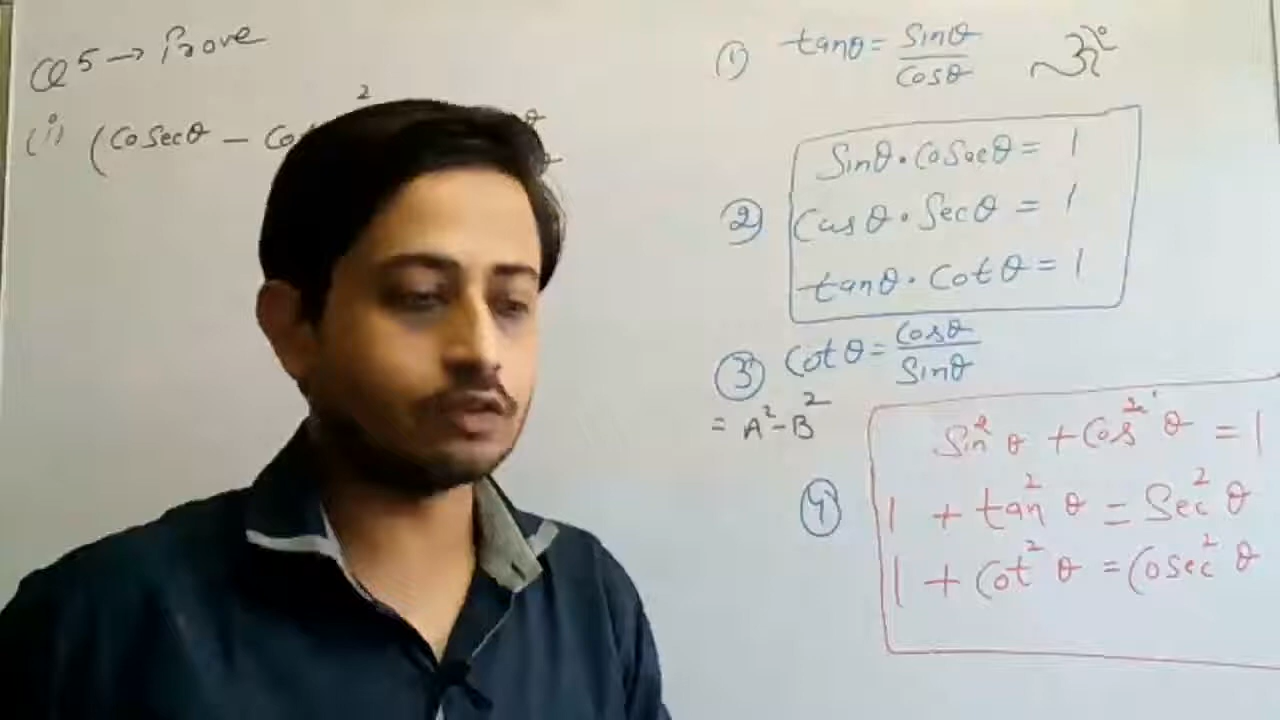 Q5 → Prove
(i) (Cosecθ – Co 2 θ
① tanθ = Sinθ/Cosθ
② Sinθ · Cosecθ = 1
Cosθ · Secθ = 1
tanθ · Cotθ = 1
③ Cotθ = Cosθ/Sinθ
= A² - B²
④ Sin²θ + Cos²θ = 1
1 + tan²θ = Sec²θ
1 + Cot²θ = Cosec²θ